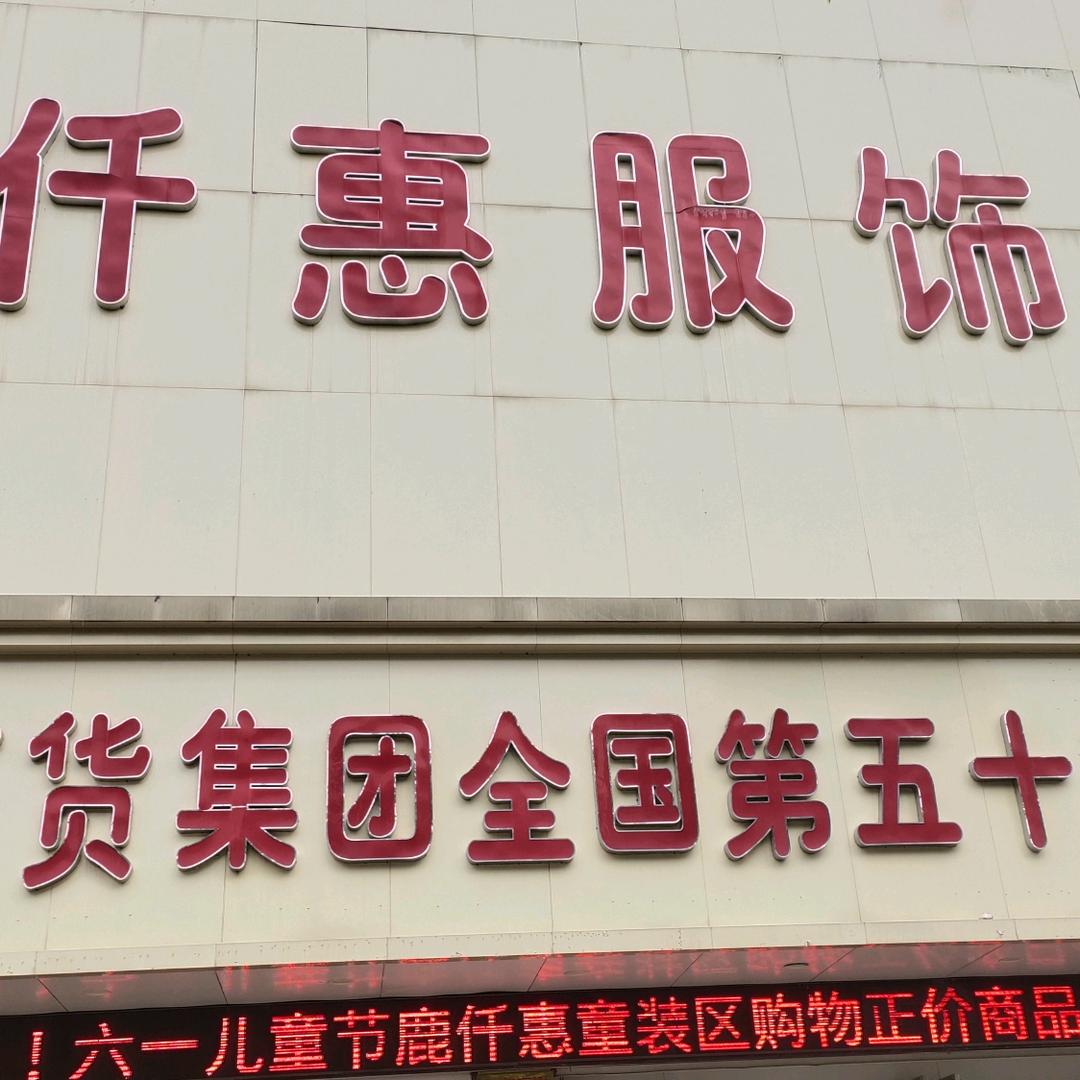 仟惠服饰
货集团全国第五十
！六一儿童节鹿仟惠童装区购物正价商品